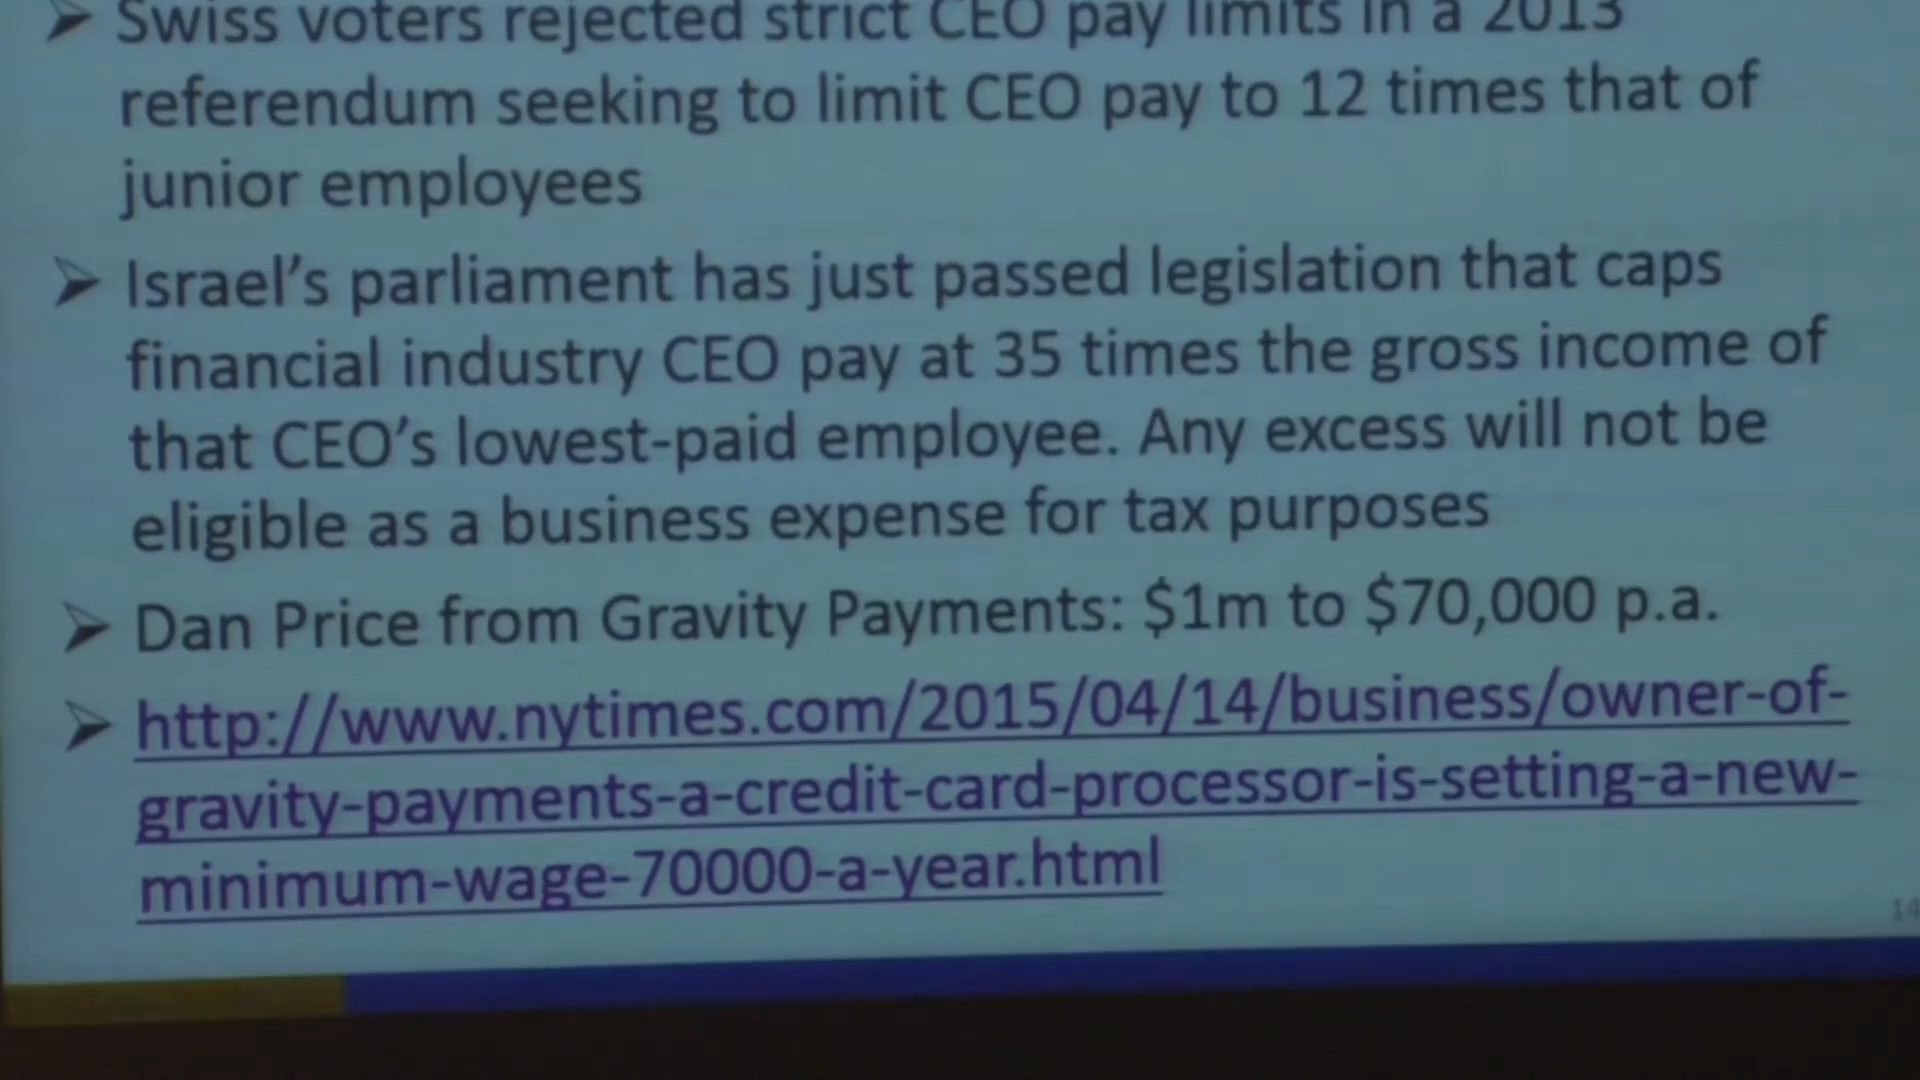 ➢ Swiss voters rejected strict CEO pay limits in a 2013
referendum seeking to limit CEO pay to 12 times that of
junior employees
➢ Israel's parliament has just passed legislation that caps
financial industry CEO pay at 35 times the gross income of
that CEO's lowest-paid employee. Any excess will not be
eligible as a business expense for tax purposes
➢ Dan Price from Gravity Payments: $1m to $70,000 p.a.
➢ http://www.nytimes.com/2015/04/14/business/owner-of-
gravity-payments-a-credit-card-processor-is-setting-a-new-
minimum-wage-70000-a-year.html
14